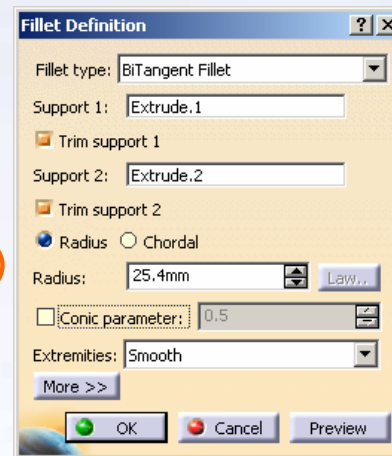 Fillet Definition
Fillet type: BiTangent Fillet
Support 1: Extrude.1
Trim support 1
Support 2: Extrude.2
Trim support 2
Radius Chordal
Radius: 25.4mm Law..
Conic parameter: 0.5
Extremities: Smooth
More >>
OK Cancel Preview